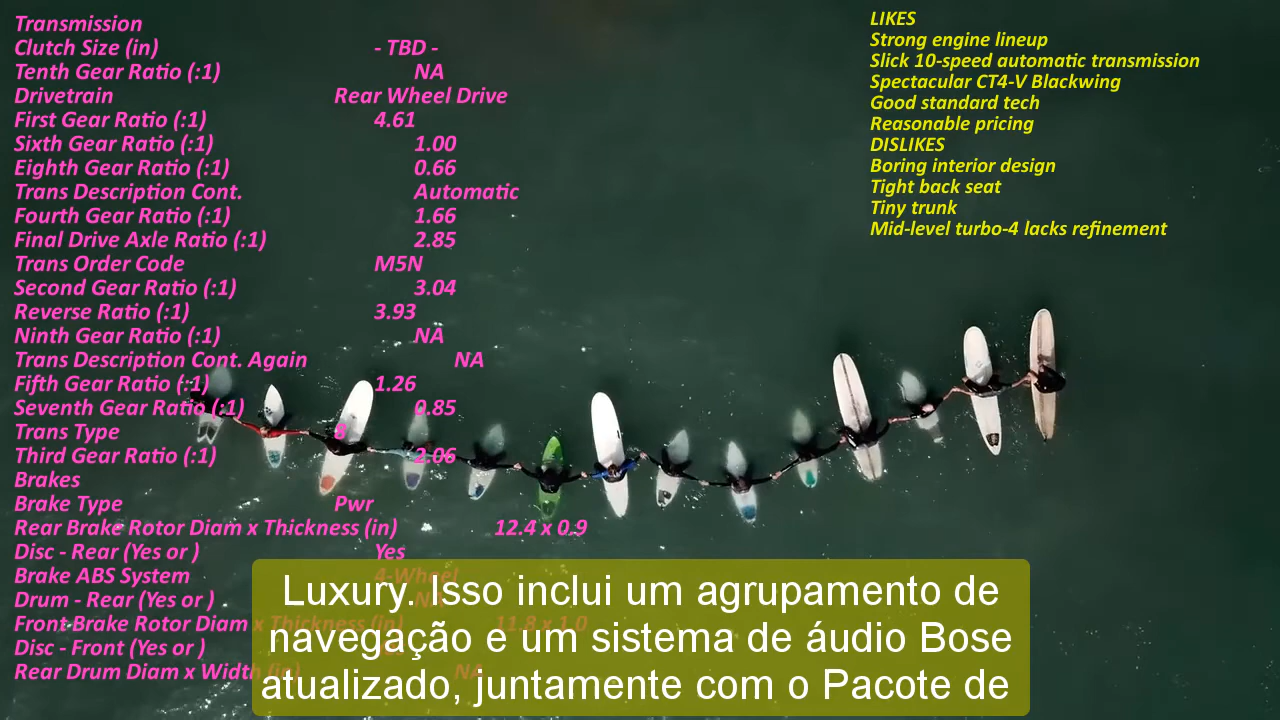 Transmission
Clutch Size (in) - TBD -
Tenth Gear Ratio (:1) NA
Drivetrain Rear Wheel Drive
First Gear Ratio (:1) 4.61
Sixth Gear Ratio (:1) 1.00
Eighth Gear Ratio (:1) 0.66
Trans Description Cont. Automatic
Fourth Gear Ratio (:1) 1.66
Final Drive Axle Ratio (:1) 2.85
Trans Order Code M5N
Second Gear Ratio (:1) 3.04
Reverse Ratio (:1) 3.93
Ninth Gear Ratio (:1) NA
Trans Description Cont. Again NA
Fifth Gear Ratio (:1) 1.26
Seventh Gear Ratio (:1) 0.85
Trans Type 8
Third Gear Ratio (:1) 2.06
Brakes
Brake Type Pwr
Rear Brake Rotor Diam x Thickness (in) 12.4 x 0.9
Disc - Rear (Yes or ) Yes
Brake ABS System 4-Wheel
Drum - Rear (Yes or ) NA
Front Brake Rotor Diam x Thickness (in) 11.8 x 1.0
Disc - Front (Yes or )
Rear Drum Diam x Width (in) NA
LIKES
Strong engine lineup
Slick 10-speed automatic transmission
Spectacular CT4-V Blackwing
Good standard tech
Reasonable pricing
DISLIKES
Boring interior design
Tight back seat
Tiny trunk
Mid-level turbo-4 lacks refinement
Luxury. Isso inclui um agrupamento de
navegação e um sistema de áudio Bose
atualizado, juntamente com o Pacote de